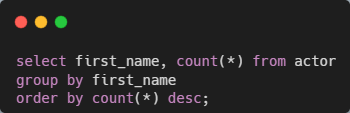 select first_name, count(*) from actor
group by first_name
order by count(*) desc;